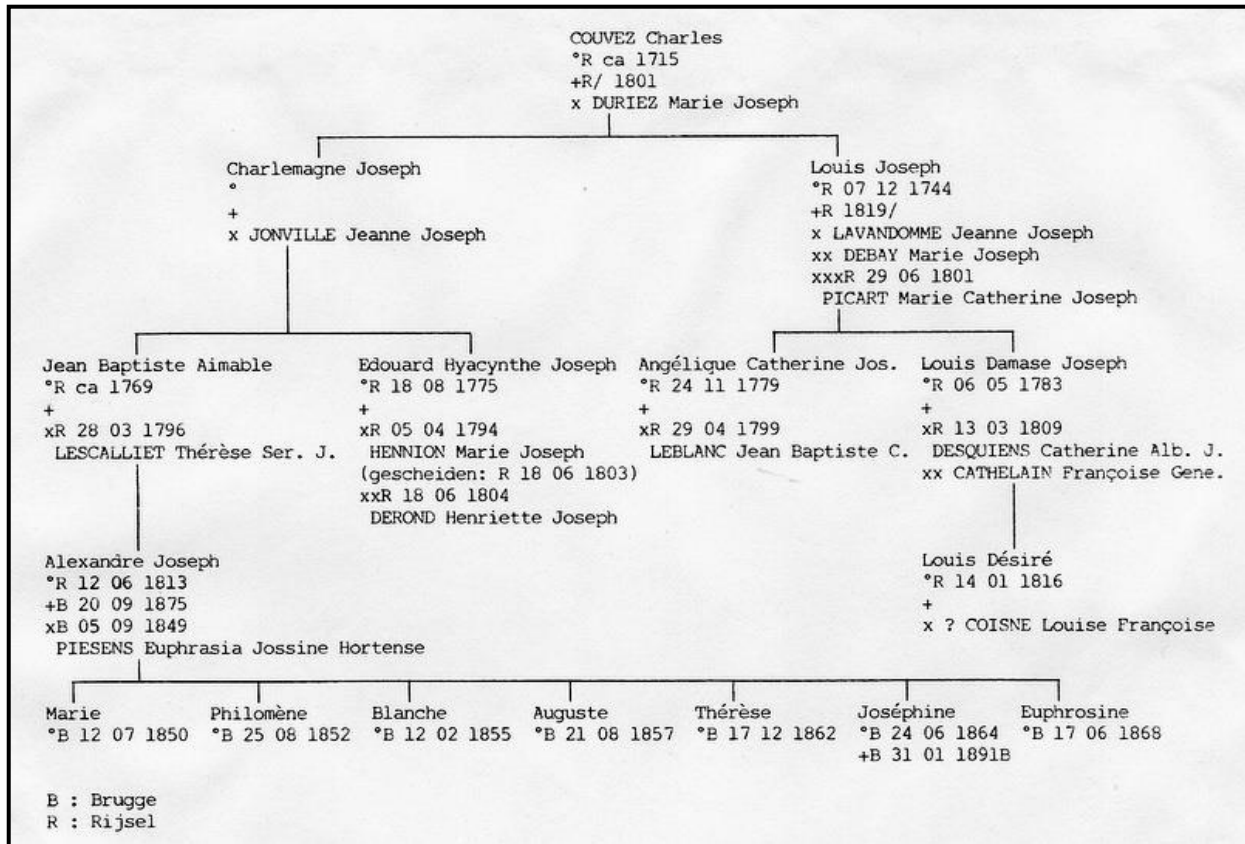 COUVEZ Charles
°R ca 1715
+R/ 1801
x DURIEZ Marie Joseph
Charlemagne Joseph
°
+
x JONVILLE Jeanne Joseph
Louis Joseph
°R 07 12 1744
+R 1819/
x LAVANDOMME Jeanne Joseph
xx DEBAY Marie Joseph
xxxR 29 06 1801
PICART Marie Catherine Joseph
Jean Baptiste Aimable
°R ca 1769
+
xR 28 03 1796
LESCALLIET Thérèse Ser. J.
Edouard Hyacynthe Joseph
°R 18 08 1775
+
xR 05 04 1794
HENNION Marie Joseph
(gescheiden: R 18 06 1803)
xxR 18 06 1804
DEROND Henriette Joseph
Angélique Catherine Jos.
°R 24 11 1779
+
xR 29 04 1799
LEBLANC Jean Baptiste C.
Louis Damase Joseph
°R 06 05 1783
+
xR 13 03 1809
DESQUIENS Catherine Alb. J.
xx CATHELAIN Françoise Gene.
Alexandre Joseph
°R 12 06 1813
+B 20 09 1875
xB 05 09 1849
PIESENS Euphrasia Jossine Hortense
Louis Désiré
°R 14 01 1816
+
x ? COISNE Louise Françoise
Marie
°B 12 07 1850
Philomène
°B 25 08 1852
Blanche
°B 12 02 1855
Auguste
°B 21 08 1857
Thérèse
°B 17 12 1862
Joséphine
°B 24 06 1864
+B 31 01 1891B
Euphrosine
°B 17 06 1868
B : Brugge
R : Rijsel